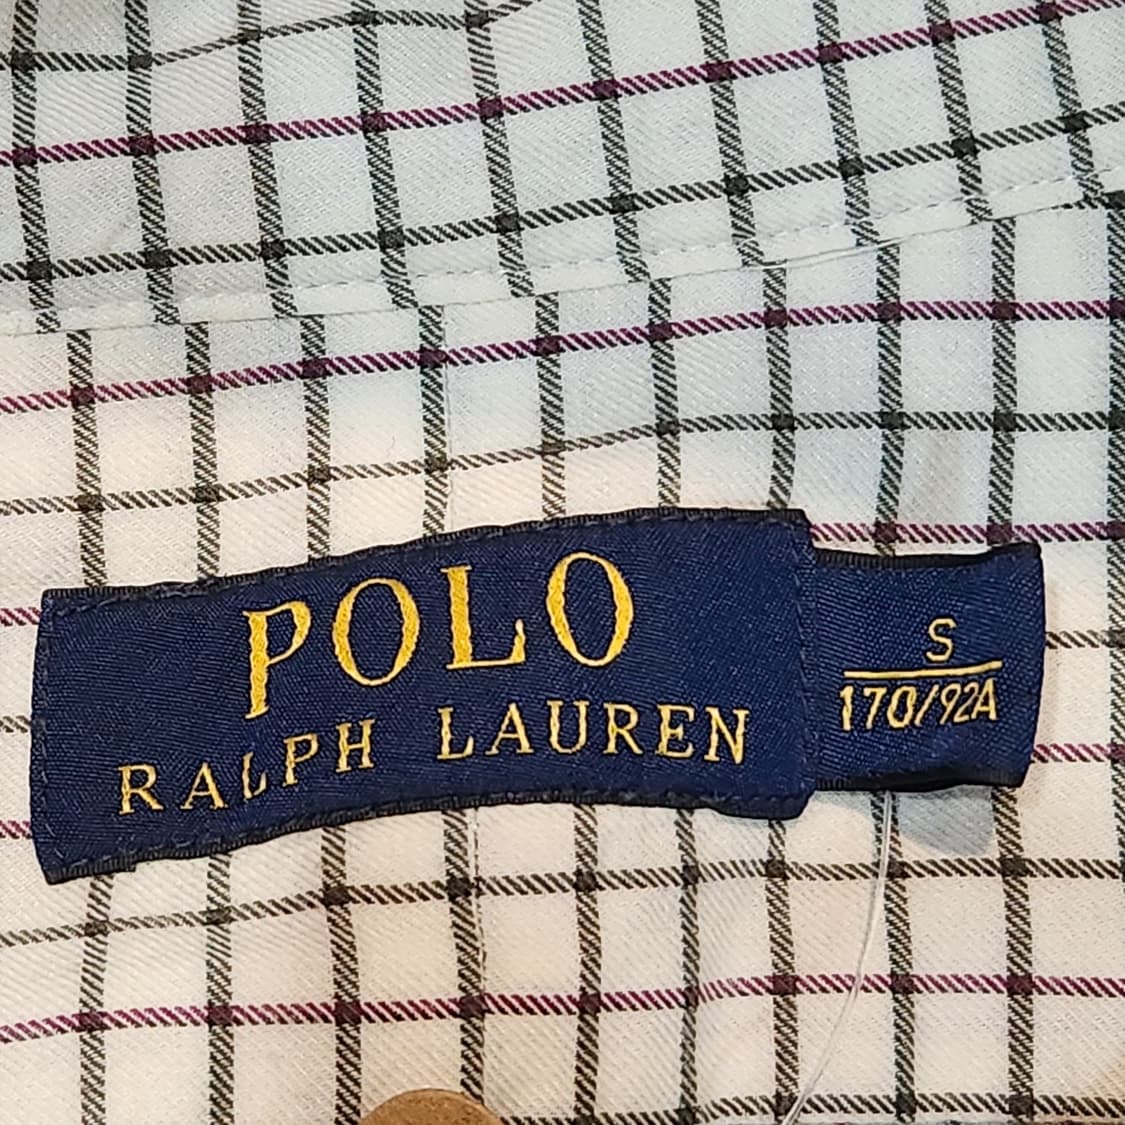 POLO
RALPH LAUREN
S
170/92A